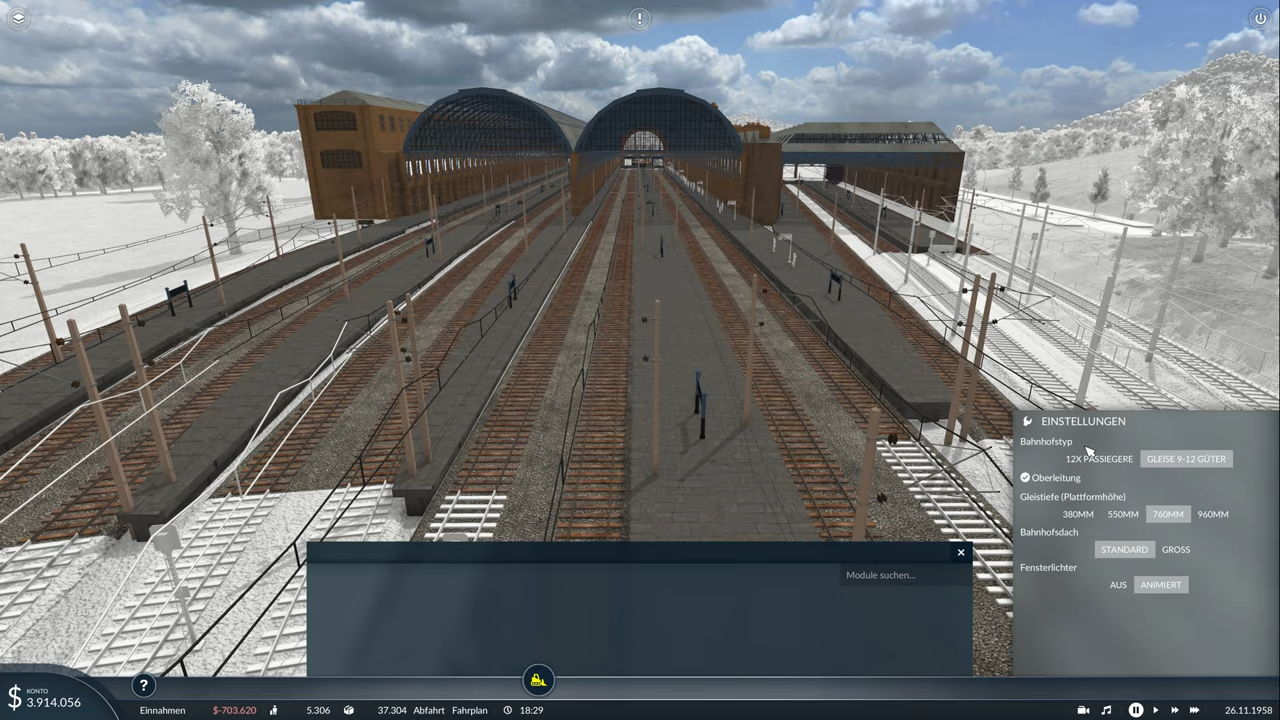 EINSTELLUNGEN
Bahnhofstyp
12X PASSIEGERE GLEISE 9-12 GÜTER
Oberleitung
Gleistiefe (Plattformhöhe)
380MM 550MM 760MM 960MM
Bahnhofsdach
STANDARD GROSS
Fensterlichter
AUS ANIMIERT
Module suchen...
KONTO
$ 3.914.056
?
Einnahmen $-703.620 5.306 37.304 Abfahrt Fahrplan 18:29 26.11.1958